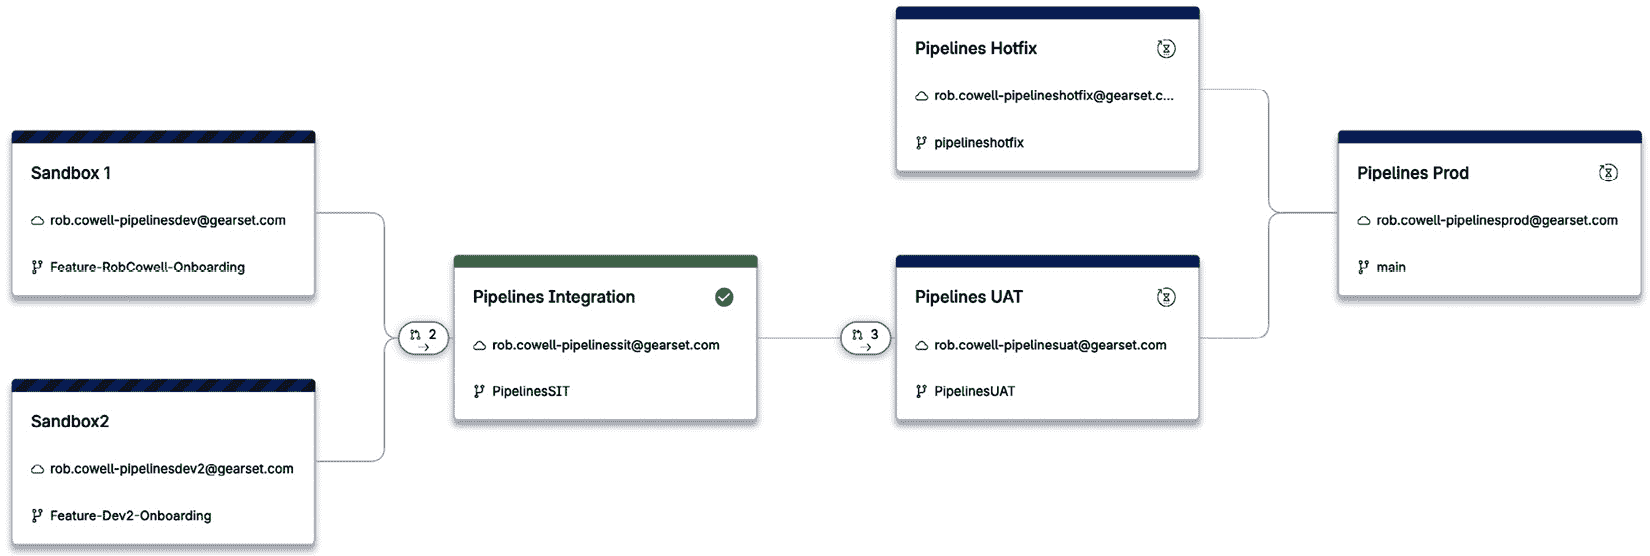 Sandbox 1
rob.cowell-pipelinesdev@gearset.com
Feature-RobCowell-Onboarding
Sandbox2
rob.cowell-pipelinesdev2@gearset.com
Feature-Dev2-Onboarding
2
Pipelines Integration
rob.cowell-pipelinessit@gearset.com
PipelinesSIT
3
Pipelines Hotfix
rob.cowell-pipelineshotfix@gearset.c...
pipelineshotfix
Pipelines UAT
rob.cowell-pipelinesuat@gearset.com
PipelinesUAT
Pipelines Prod
rob.cowell-pipelinesprod@gearset.com
main